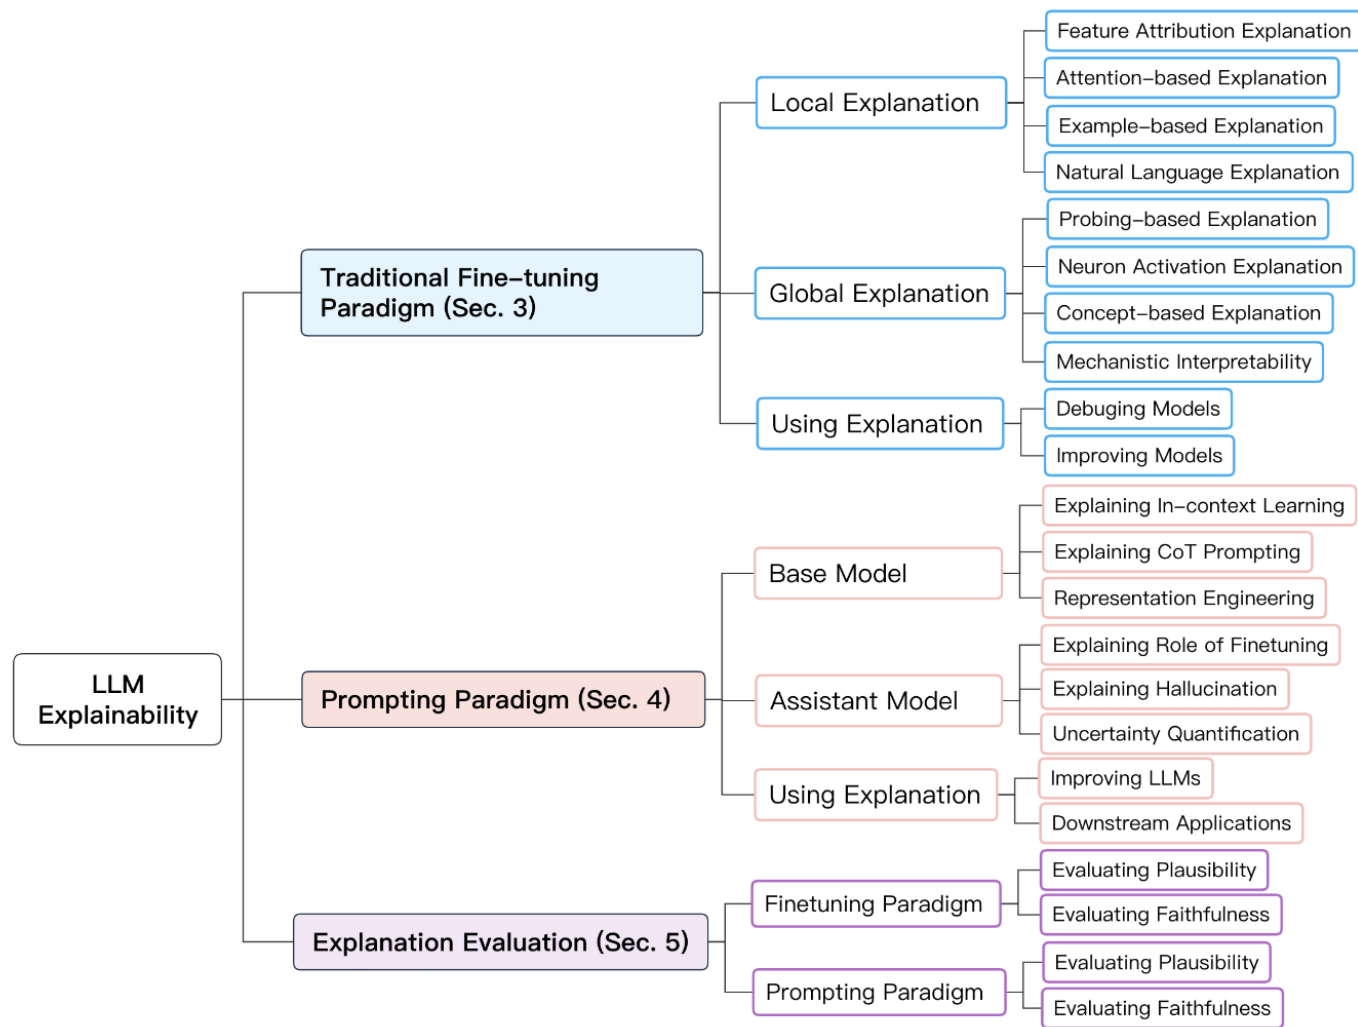 LLM
Explainability
Traditional Fine-tuning
Paradigm (Sec. 3)
Local Explanation
Feature Attribution Explanation
Attention-based Explanation
Example-based Explanation
Natural Language Explanation
Global Explanation
Probing-based Explanation
Neuron Activation Explanation
Concept-based Explanation
Mechanistic Interpretability
Using Explanation
Debuging Models
Improving Models
Prompting Paradigm (Sec. 4)
Base Model
Explaining In-context Learning
Explaining CoT Prompting
Representation Engineering
Assistant Model
Explaining Role of Finetuning
Explaining Hallucination
Uncertainty Quantification
Using Explanation
Improving LLMs
Downstream Applications
Explanation Evaluation (Sec. 5)
Finetuning Paradigm
Evaluating Plausibility
Evaluating Faithfulness
Prompting Paradigm
Evaluating Plausibility
Evaluating Faithfulness